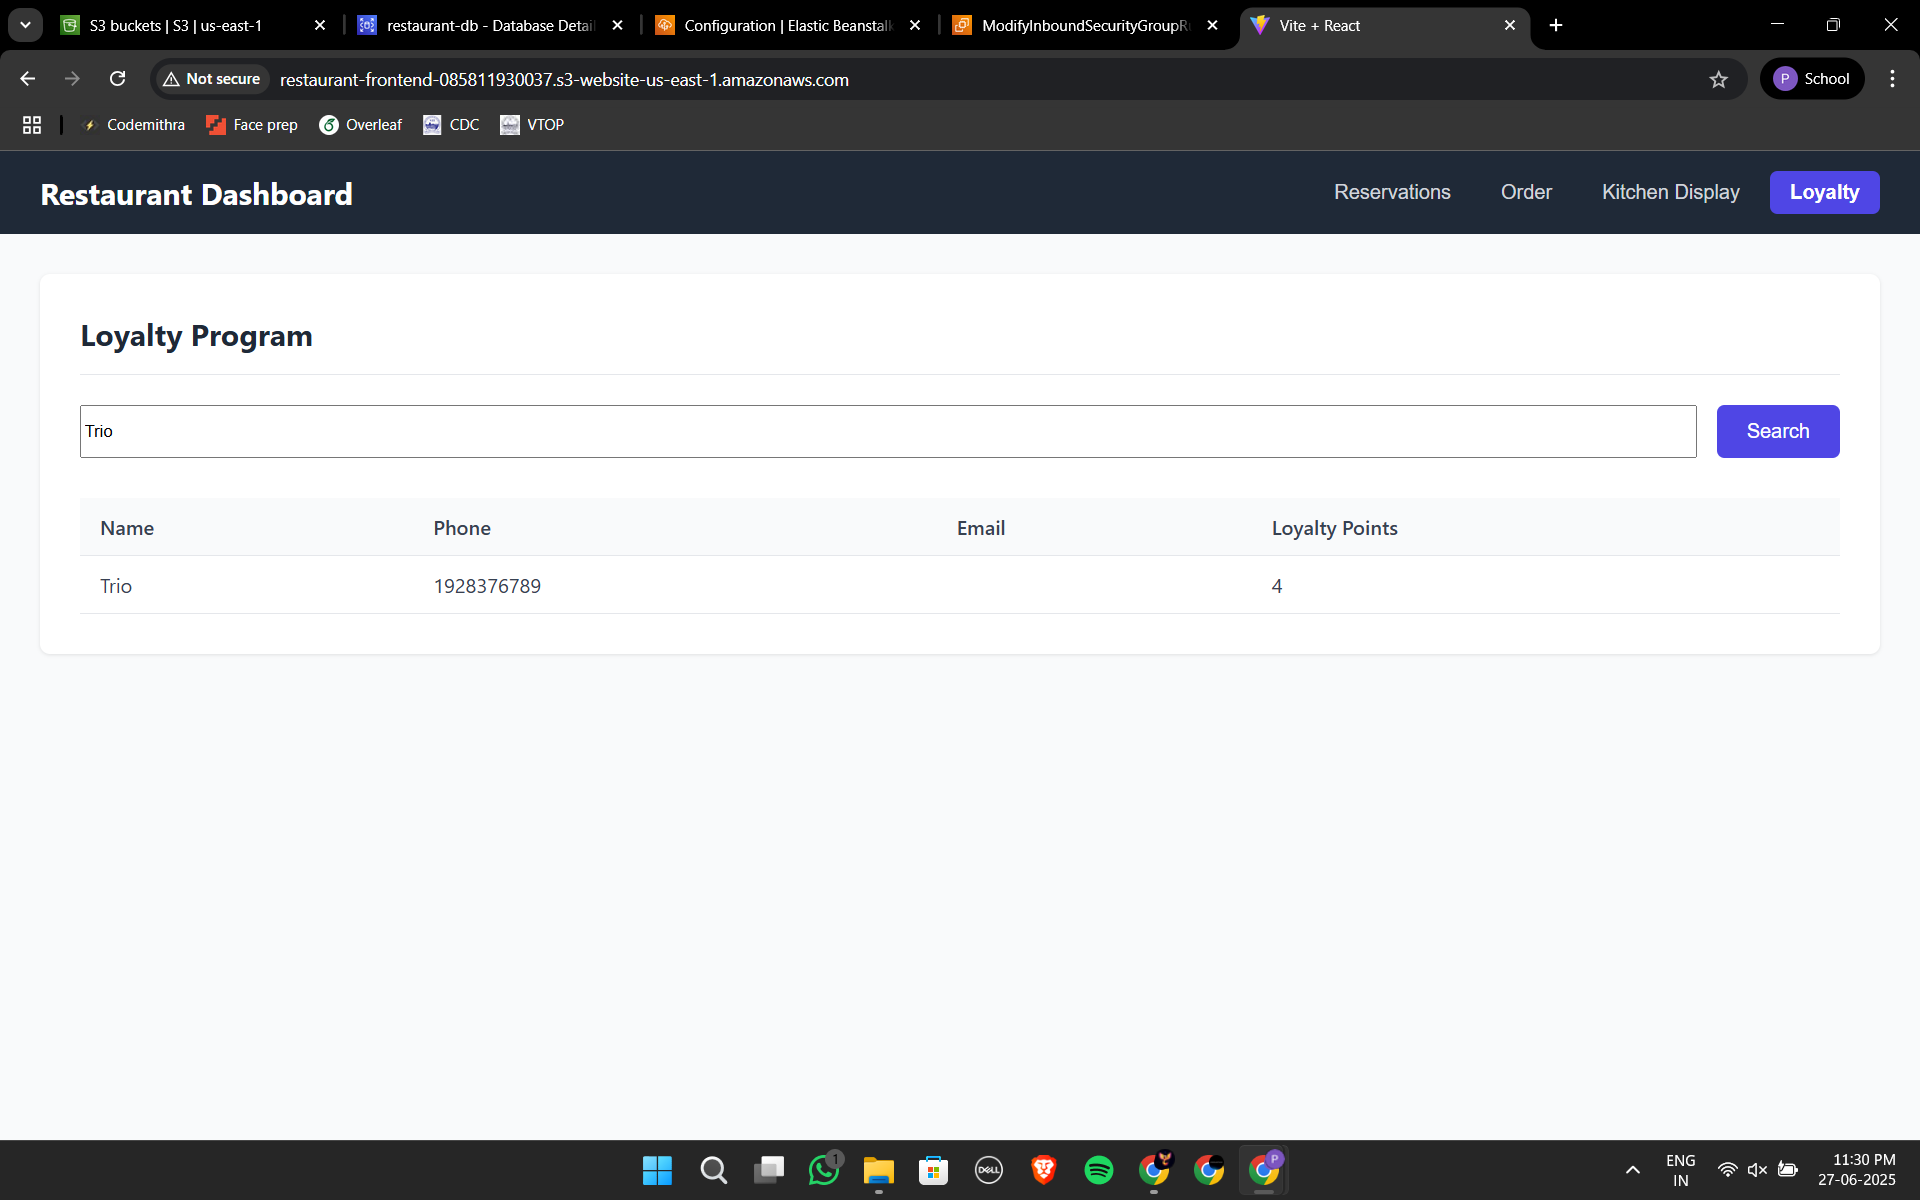 S3 buckets | S3 | us-east-1
restaurant-db - Database Detail
Configuration | Elastic Beanstalk
ModifyInboundSecurityGroupR
Vite + React
Not secure
restaurant-frontend-085811930037.s3-website-us-east-1.amazonaws.com
P
School
Codemithra
Face prep
Overleaf
CDC
VTOP
Restaurant Dashboard
Reservations
Order
Kitchen Display
Loyalty
Loyalty Program
Trio
Search
Name Phone Email Loyalty Points
Trio 1928376789 4
1
DELL
P
ENG
IN
11:30 PM
27-06-2025